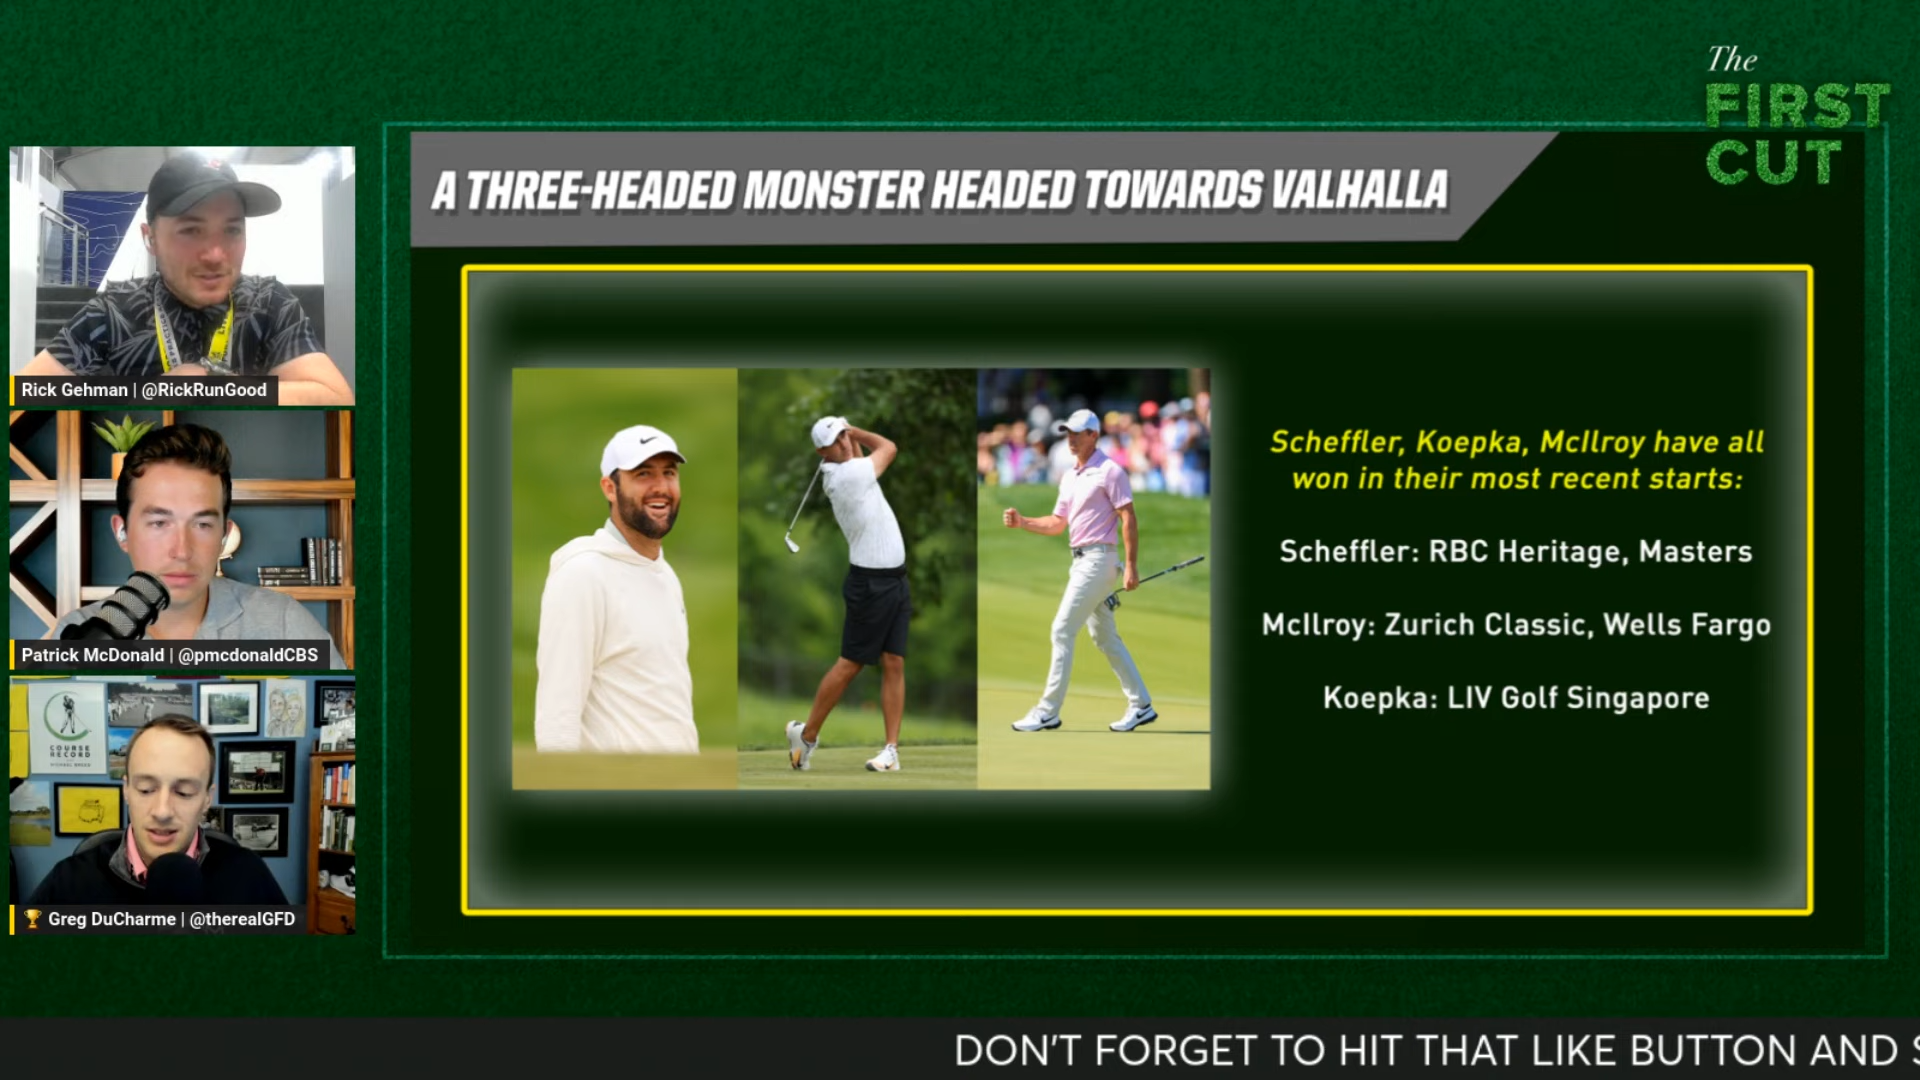 The
FIRST
CUT
A THREE-HEADED MONSTER HEADED TOWARDS VALHALLA
Rick Gehman | @RickRunGood
Patrick McDonald | @pmcdonaldCBS
COURSE
RECORD
🏆 Greg DuCharme | @therealGFD
Scheffler, Koepka, McIlroy have all
won in their most recent starts:
Scheffler: RBC Heritage, Masters
McIlroy: Zurich Classic, Wells Fargo
Koepka: LIV Golf Singapore
DON'T FORGET TO HIT THAT LIKE BUTTON AND S